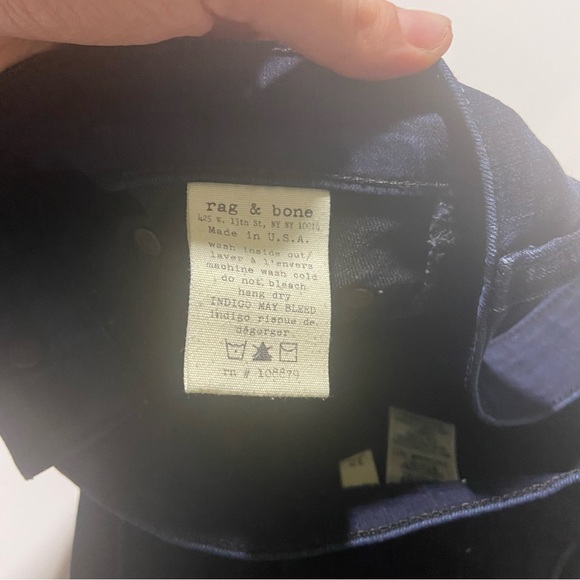 rag & bone
425 W. 13th St, NY NY 10014
Made in U.S.A.
wash inside out/
laver à l'envers
machine wash cold
do not bleach
hang dry
INDIGO MAY BLEED
indigo risque de
dégorger
rn # 108879